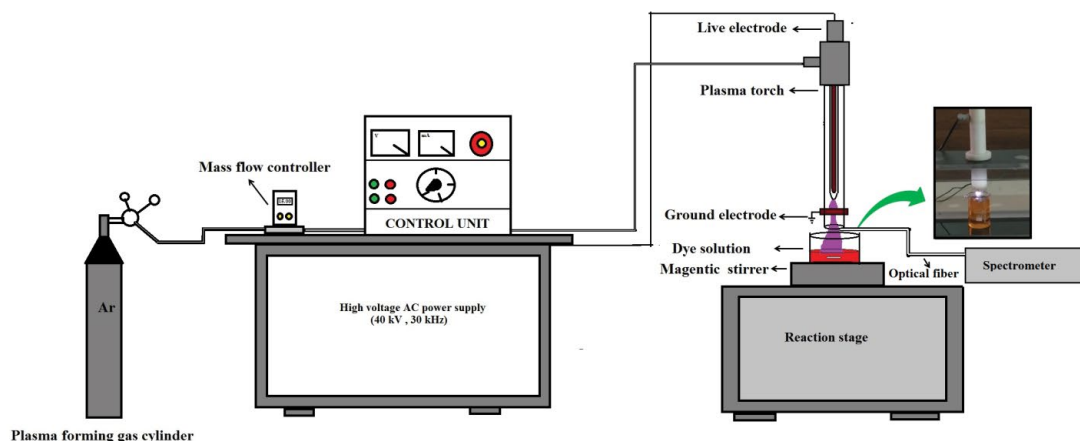 Live electrode
Plasma torch
Mass flow controller
V
mA
CONTROL UNIT
Ground electrode
Dye solution
Magentic stirrer
Optical fiber
Spectrometer
Ar
High voltage AC power supply
(40 kV , 30 kHz)
Reaction stage
Plasma forming gas cylinder